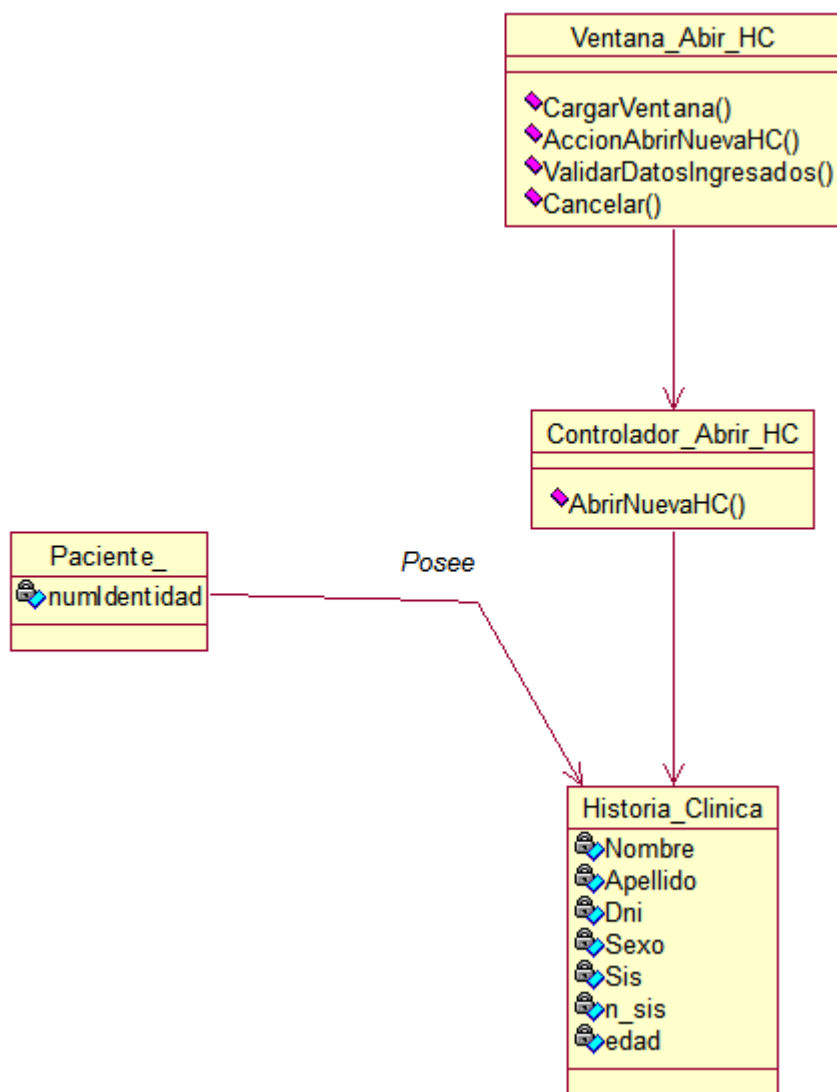 Ventana_Abir_HC
CargarVentana()
AccionAbrirNuevaHC()
ValidarDatosIngresados()
Cancelar()
Controlador_Abrir_HC
AbrirNuevaHC()
Paciente_
numIdentidad
Posee
Historia_Clinica
Nombre
Apellido
Dni
Sexo
Sis
n_sis
edad